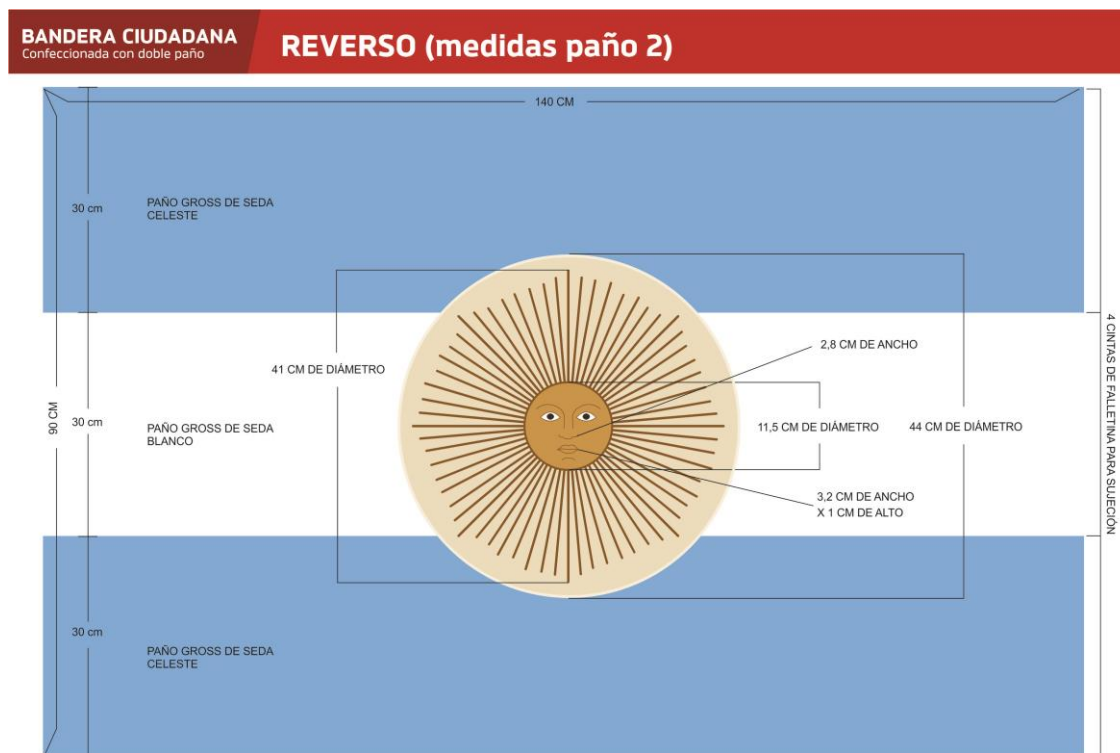 BANDERA CIUDADANA
Confeccionada con doble paño
REVERSO (medidas paño 2)
140 CM
30 cm
PAÑO GROSS DE SEDA
CELESTE
2,8 CM DE ANCHO
41 CM DE DIÁMETRO
90 CM
30 cm
PAÑO GROSS DE SEDA
BLANCO
11,5 CM DE DIÁMETRO
44 CM DE DIÁMETRO
4 CINTAS DE FALLETINA PARA SUJECIÓN
3,2 CM DE ANCHO
X 1 CM DE ALTO
30 cm
PAÑO GROSS DE SEDA
CELESTE